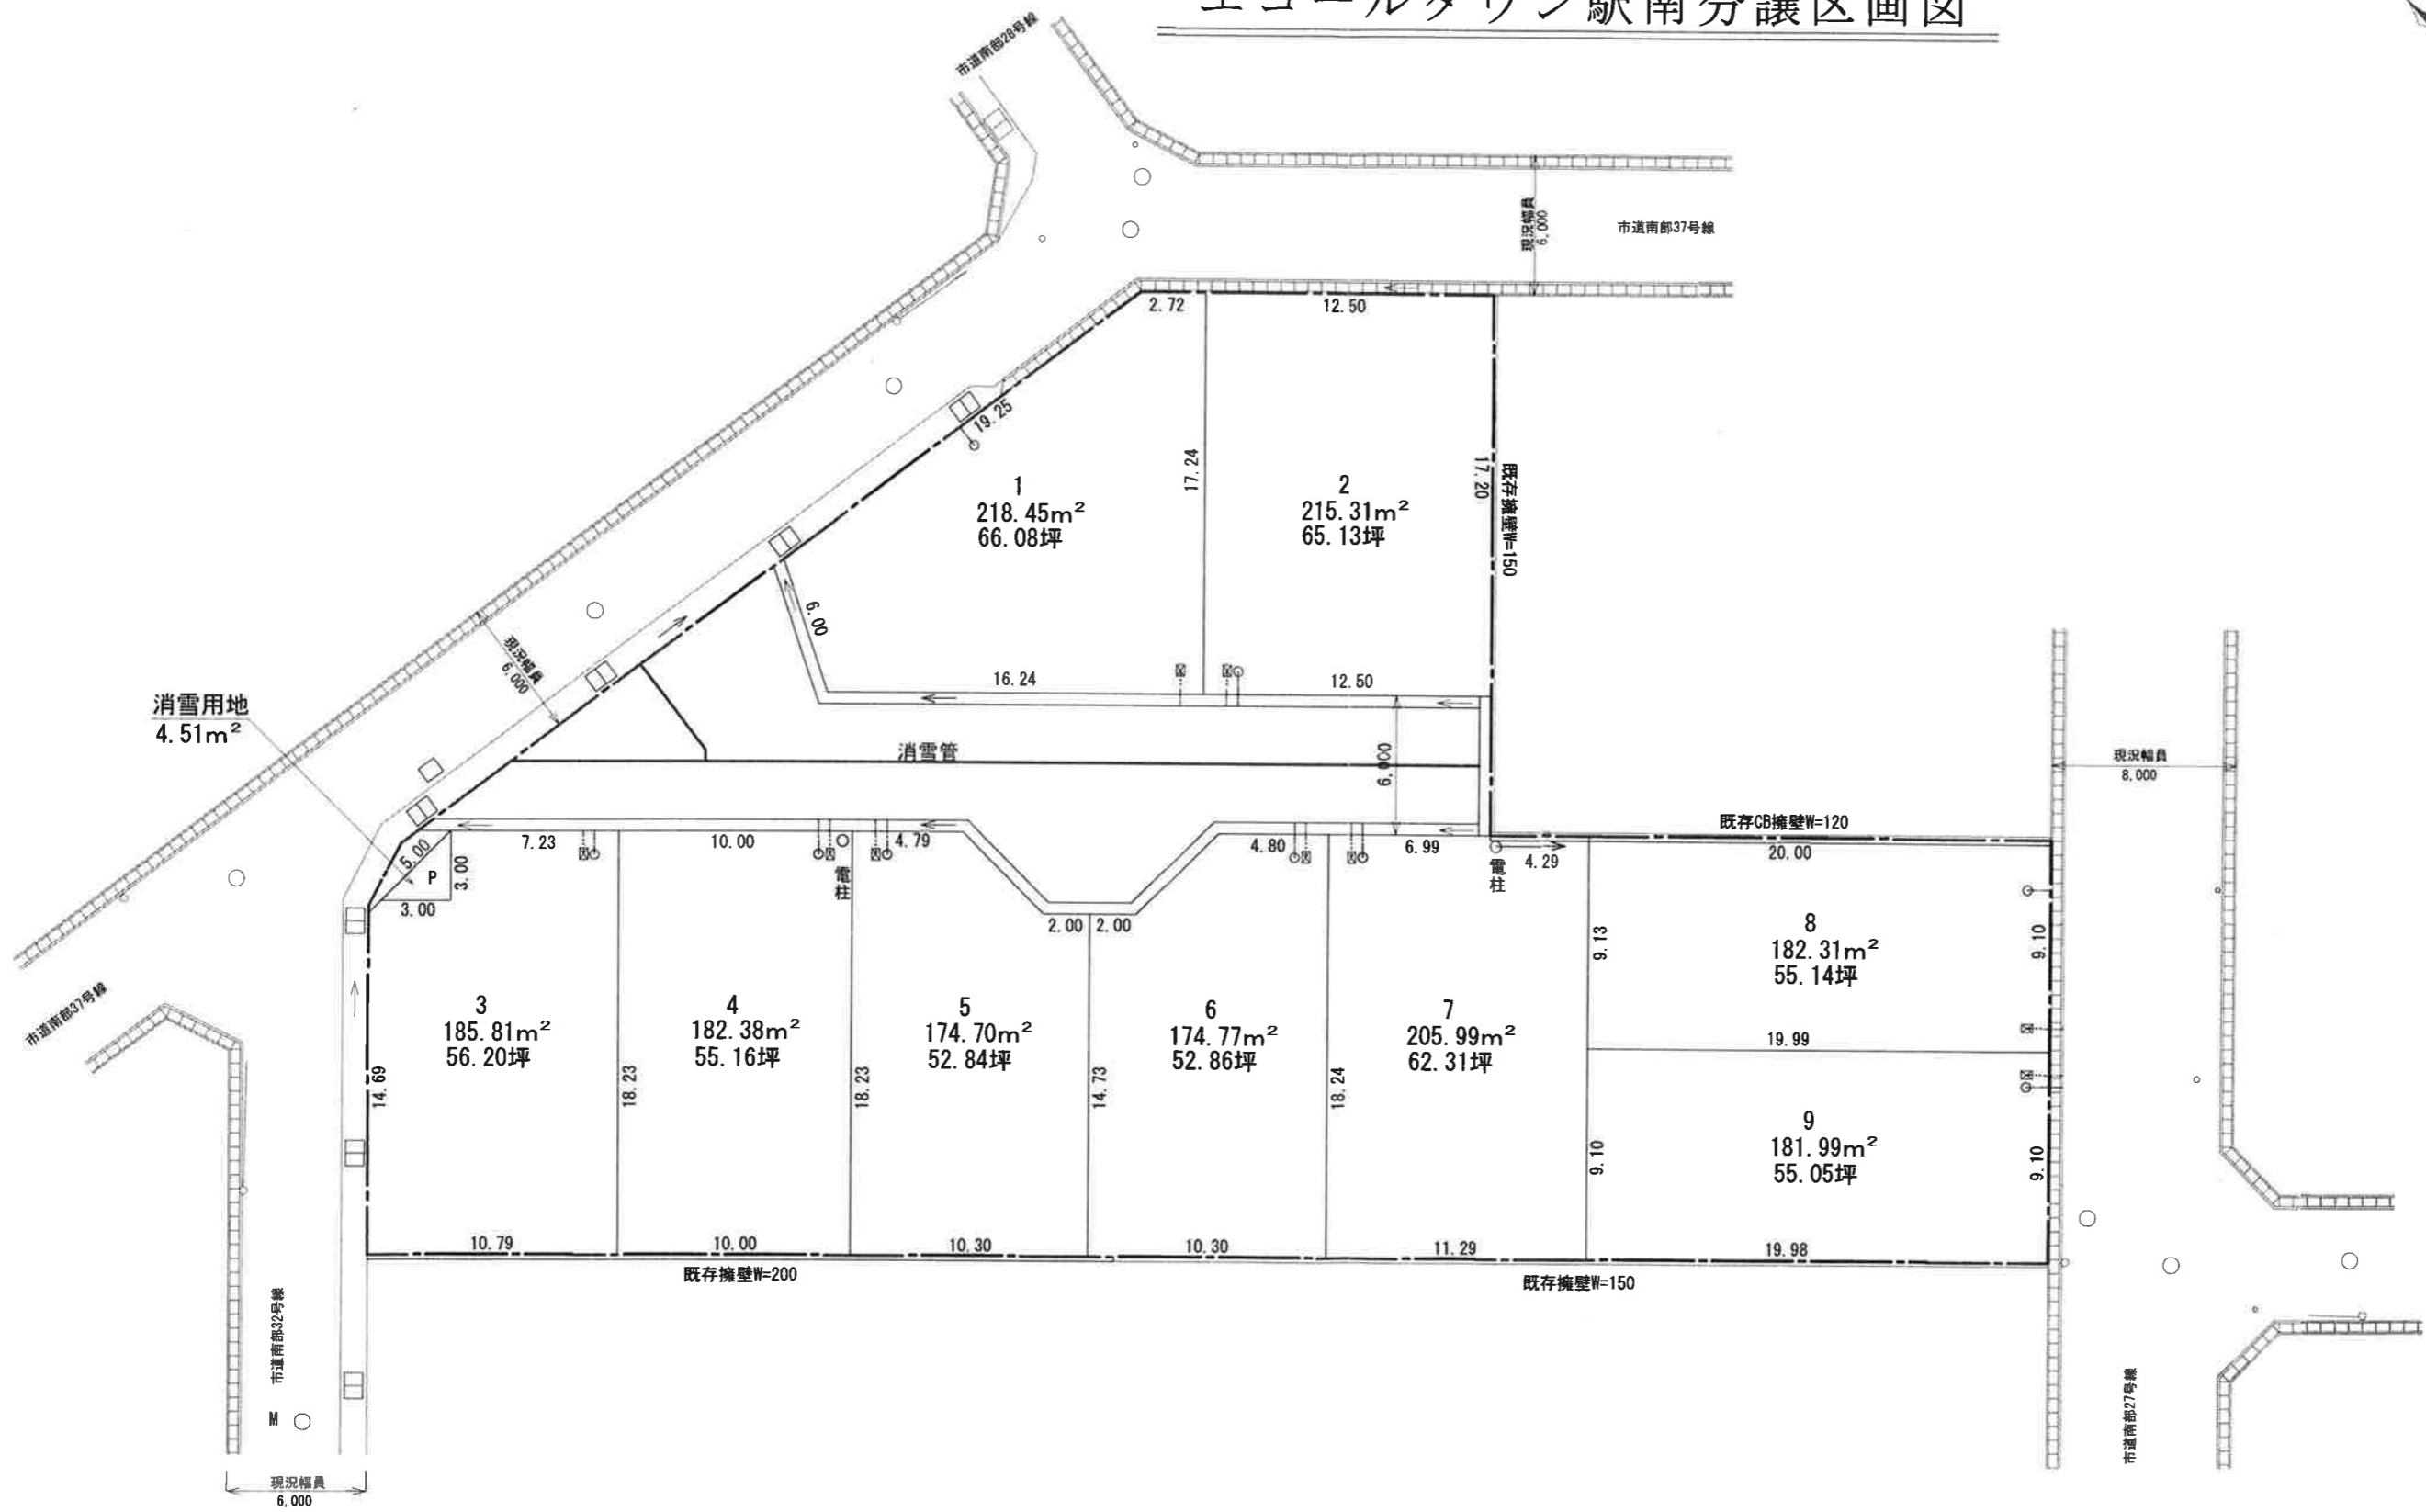 エコールタウン駅南分譲区画図
市道南部28号線
現況幅員
6,000
市道南部37号線
2.72
12.50
19.25
17.24
17.20
既存擁壁W=150
1
218.45m²
66.08坪
2
215.31m²
65.13坪
6.00
16.24
12.50
現況幅員
6,000
消雪用地
4.51m²
消雪管
6,000
現況幅員
8,000
既存CB擁壁W=120
7.23
10.00
4.79
4.80
6.99
4.29
20.00
5.00
P
3.00
3.00
電柱
電柱
2.00
2.00
9.13
9.10
8
182.31m²
55.14坪
市道南部37号線
3
185.81m²
56.20坪
4
182.38m²
55.16坪
5
174.70m²
52.84坪
6
174.77m²
52.86坪
7
205.99m²
62.31坪
19.99
14.69
18.23
18.23
14.73
18.24
9.10
9
181.99m²
55.05坪
9.10
10.79
10.00
10.30
10.30
11.29
19.98
既存擁壁W=200
既存擁壁W=150
市道南部32号線
M
市道南部27号線
現況幅員
6,000